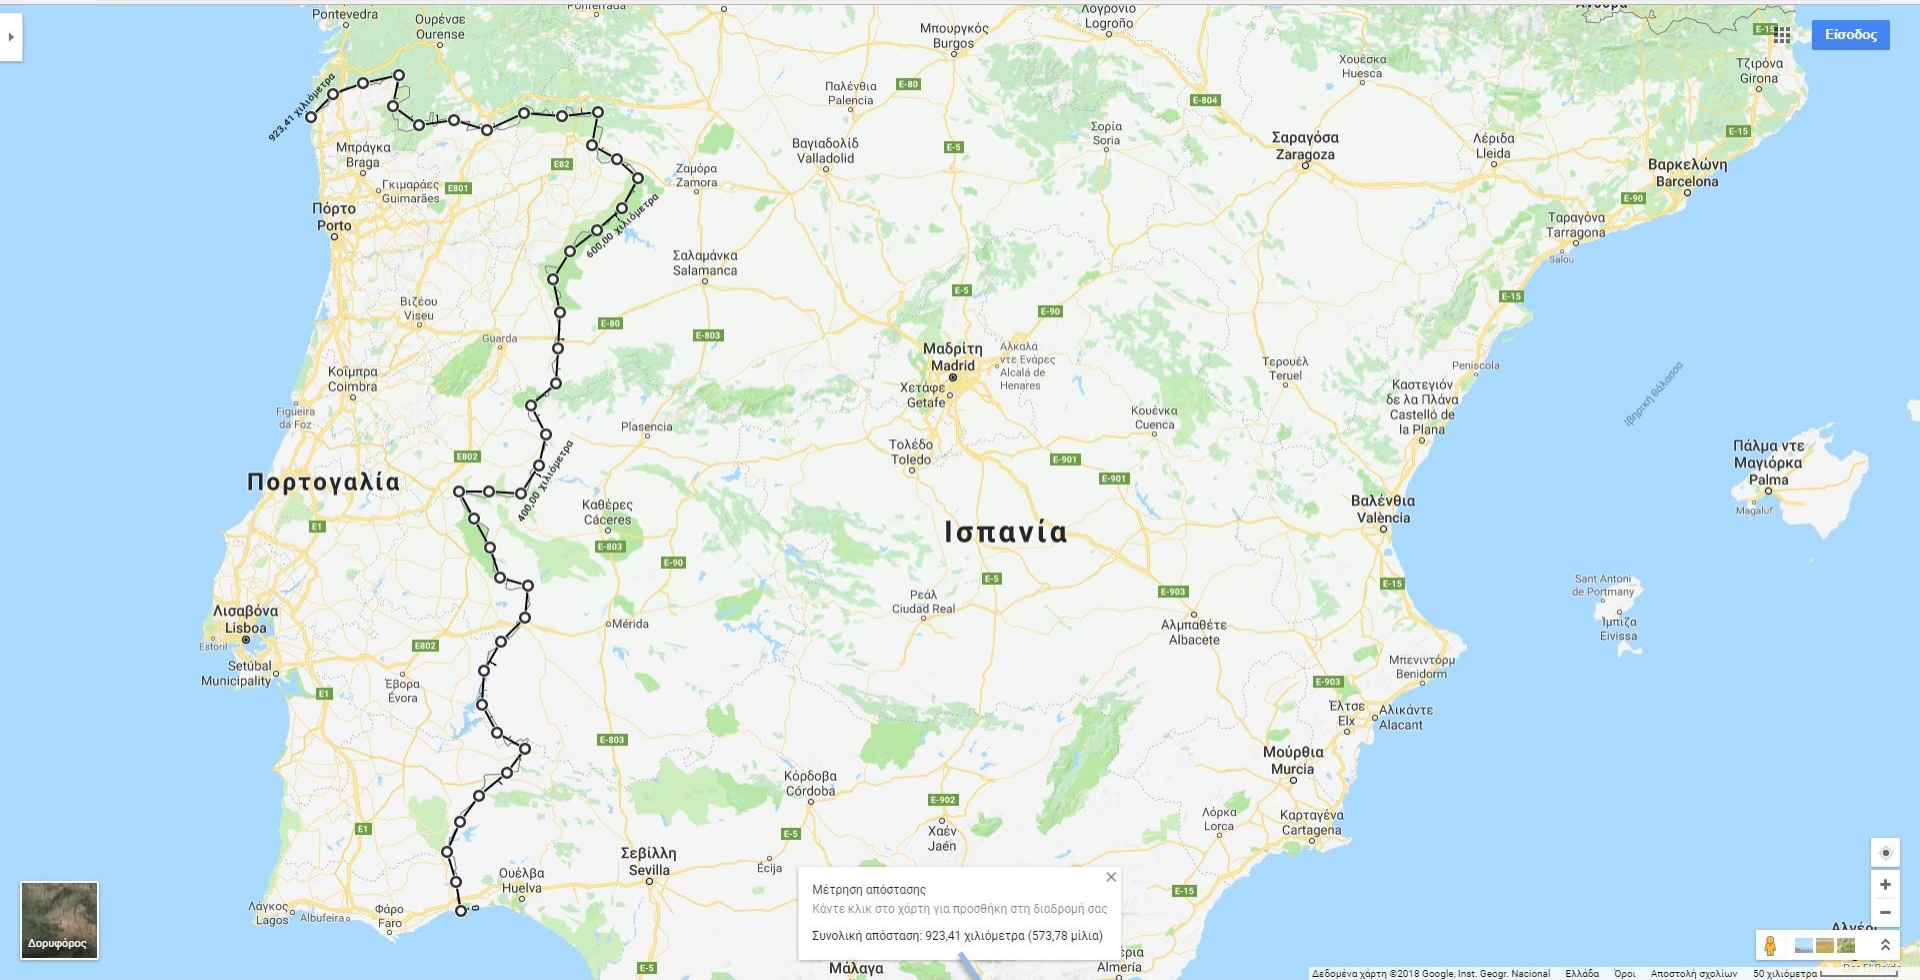 Pontevedra
Ουρένσε
Ourense
Ponferrada
Μπουργκός
Burgos
Λογρόνιο
Logroño
Ανδόρα
E-15
Είσοδος
Τζιρόνα
Girona
Χουέσκα
Huesca
Παλένθια
Palencia
E-80
E-804
923,41 χιλιόμετρα
Μπράγκα
Braga
E82
Ζαμόρα
Zamora
Βαγιαδολίδ
Valladolid
E-5
Σορία
Soria
Σαραγόσα
Zaragoza
Λέριδα
Lleida
E-15
Βαρκελώνη
Barcelona
Γκιμαράες
Guimarães
E801
E-90
Πόρτο
Porto
600,00 χιλιόμετρα
Ταραγόνα
Tarragona
Salou
Σαλαμάνκα
Salamanca
E-5
E-90
E-15
Βιζέου
Viseu
Guarda
E-80
E-803
Μαδρίτη
Madrid
Αλκαλά
ντε Ενάρες
Alcalá de
Henares
Χετάφε
Getafe
Τερουέλ
Teruel
Peniscola
Ιβηρική θάλασσα
Κοΐμπρα
Coimbra
Figueira
da Foz
Καστεγιόν
δε λα Πλάνα
Castelló de
la Plana
Plasencia
Κουένκα
Cuenca
Τολέδο
Toledo
E802
400,00 χιλιόμετρα
E-901
E-901
Πάλμα ντε
Μαγιόρκα
Palma
Magaluf
Πορτογαλία
Καθέρες
Cáceres
E1
E-803
E-90
Ισπανία
Βαλένθια
València
E-5
E-903
E-15
Sant Antoni
de Portmany
Ίμπιζα
Eivissa
Λισαβόνα
Lisboa
Estoril
Ρεάλ
Ciudad Real
Μέριδα
Αλμπαθέτε
Albacete
E802
Setúbal
Municipality
E1
Έβορα
Évora
Μπενιντόρμ
Benidorm
E-903
Έλτσε
Elx
Αλικάντε
Alacant
E-803
Μούρθια
Murcia
Κόρδοβα
Córdoba
E-902
Λόρκα
Lorca
Καρταγένα
Cartagena
E1
E-5
Χαέν
Jaén
Σεβίλλη
Sevilla
Écija
Ουέλβα
Huelva
Λάγκος
Lagos
Albufeira
Φάρο
Faro
0
E-15
Μέτρηση απόστασης
Κάντε κλικ στο χάρτη για προσθήκη στη διαδρομή σας
Συνολική απόσταση: 923,41 χιλιόμετρα (573,78 μίλια)
Δορυφόρος
E-5
Μάλαγα
Almería
Δεδομένα χάρτη ©2018 Google, Inst. Geogr. Nacional
Ελλάδα
Όροι
Αποστολή σχολίων
50 χιλιόμετρα